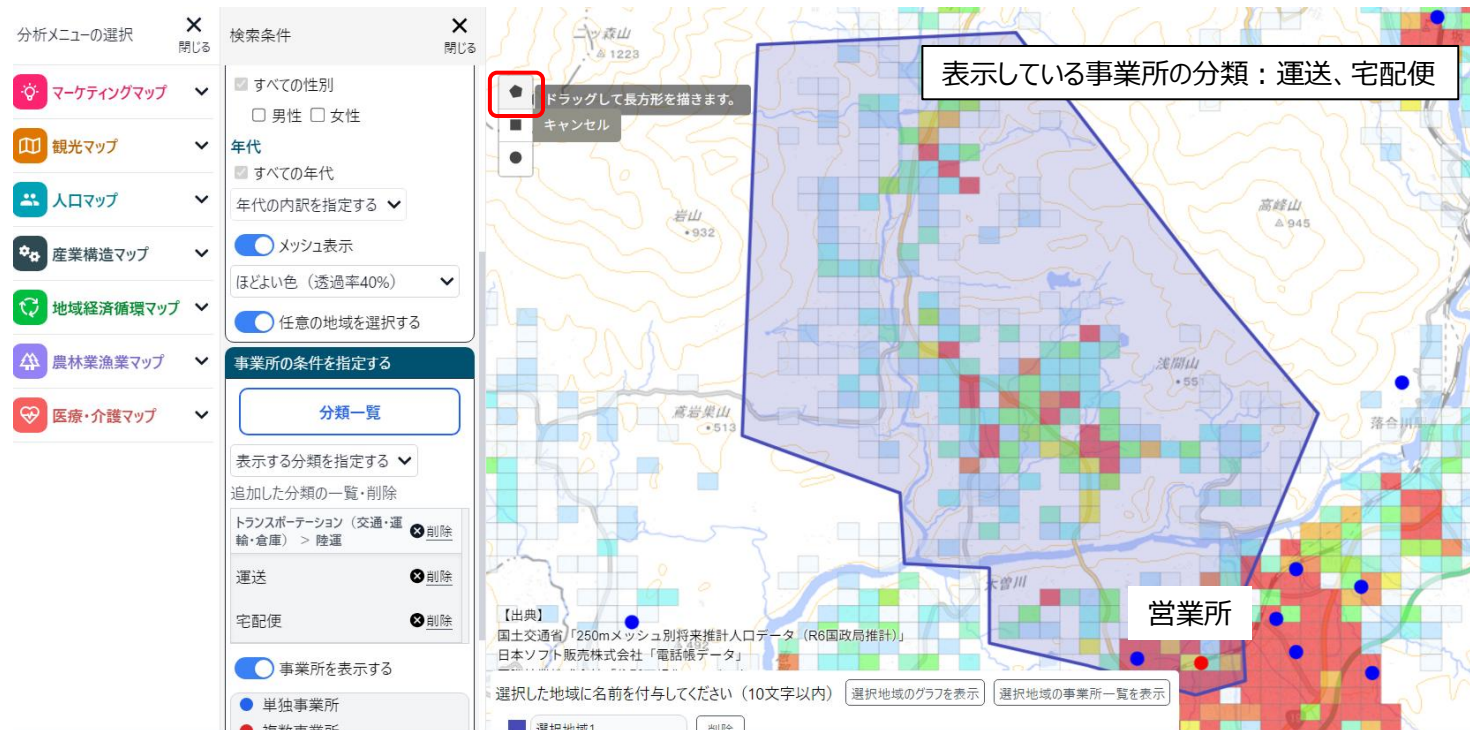 分析メニューの選択
閉じる
マーケティングマップ
観光マップ
人口マップ
産業構造マップ
地域経済循環マップ
農林業漁業マップ
医療・介護マップ
検索条件
閉じる
すべての性別
男性 女性
年代
すべての年代
年代の内訳を指定する
メッシュ表示
ほどよい色（透過率40%）
任意の地域を選択する
事業所の条件を指定する
分類一覧
表示する分類を指定する
追加した分類の一覧・削除
トランスポーテーション（交通・運
輸・倉庫） > 陸運
削除
運送
削除
宅配便
削除
事業所を表示する
単独事業所
複数事業所
表示している事業所の分類：運送、宅配便
ドラッグして長方形を描きます。
キャンセル
二ツ森山
1223
岩山
932
高峰山
945
浅間山
551
鳶岩巣山
513
落合川
木曽川
営業所
【出典】
国土交通省「250mメッシュ別将来推計人口データ（R6国政局推計）」
日本ソフト販売株式会社「電話帳データ」
492
選択した地域に名前を付与してください（10文字以内）
選択地域のグラフを表示
選択地域の事業所一覧を表示
選択地域1
削除